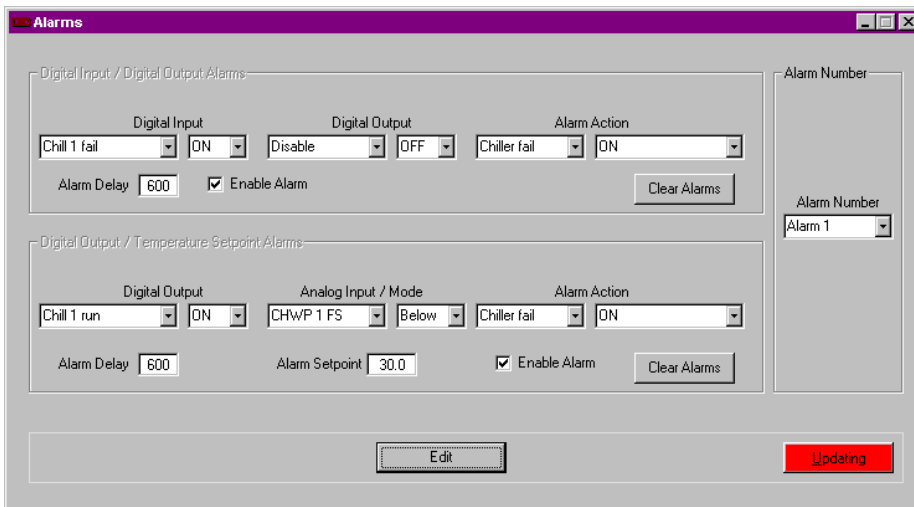 Alarms
Digital Input / Digital Output Alarms
Digital Input Digital Output Alarm Action
Chill 1 fail ON Disable OFF Chiller fail ON
Alarm Delay 600 Enable Alarm Clear Alarms
Digital Output / Temperature Setpoint Alarms
Digital Output Analog Input / Mode Alarm Action
Chill 1 run ON CHWP 1 FS Below Chiller fail ON
Alarm Delay 600 Alarm Setpoint 30.0 Enable Alarm Clear Alarms
Alarm Number
Alarm Number
Alarm 1
Edit Updating